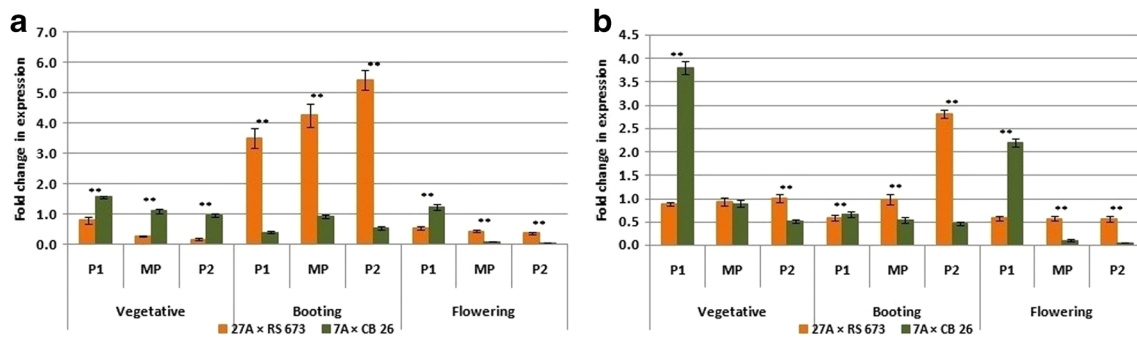 a
Fold change in expression
7.0
6.0
5.0
4.0
3.0
2.0
1.0
0.0
** ** ** ** ** ** ** ** **
P1 MP P2 P1 MP P2 P1 MP P2
Vegetative Booting Flowering
27A × RS 673 7A × CB 26
b
Fold change in expression
4.5
4.0
3.5
3.0
2.5
2.0
1.5
1.0
0.5
0.0
** ** ** ** ** ** ** **
P1 MP P2 P1 MP P2 P1 MP P2
Vegetative Booting Flowering
27A × RS 673 7A × CB 26